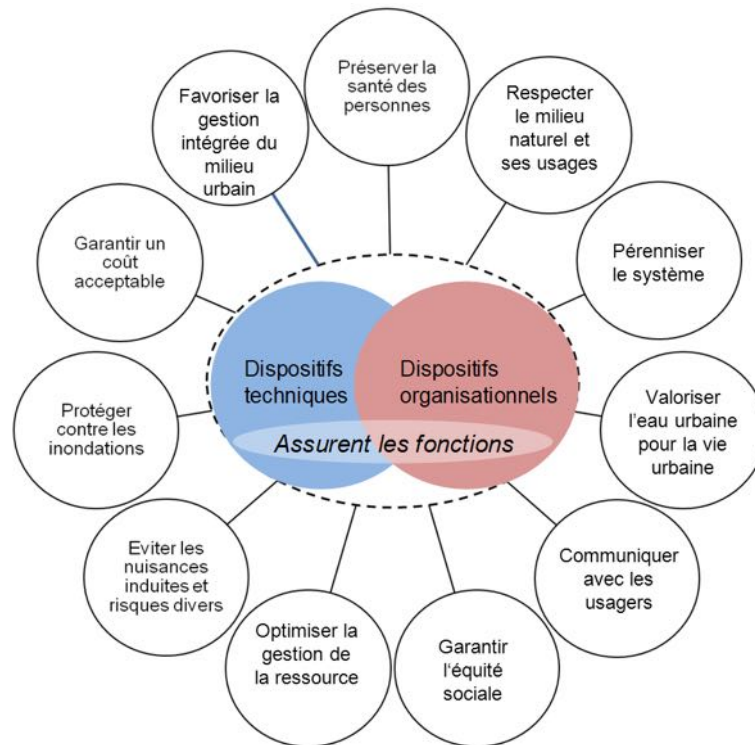 Préserver la
santé des
personnes
Respecter
le milieu
naturel et
ses usages
Pérenniser
le système
Valoriser
l'eau urbaine
pour la vie
urbaine
Communiquer
avec les
usagers
Garantir
l'équité
sociale
Optimiser la
gestion de
la ressource
Eviter les
nuisances
induites et
risques divers
Protéger
contre les
inondations
Garantir un
coût
acceptable
Favoriser la
gestion
intégrée du
milieu
urbain
Dispositifs
techniques
Dispositifs
organisationnels
Assurent les fonctions